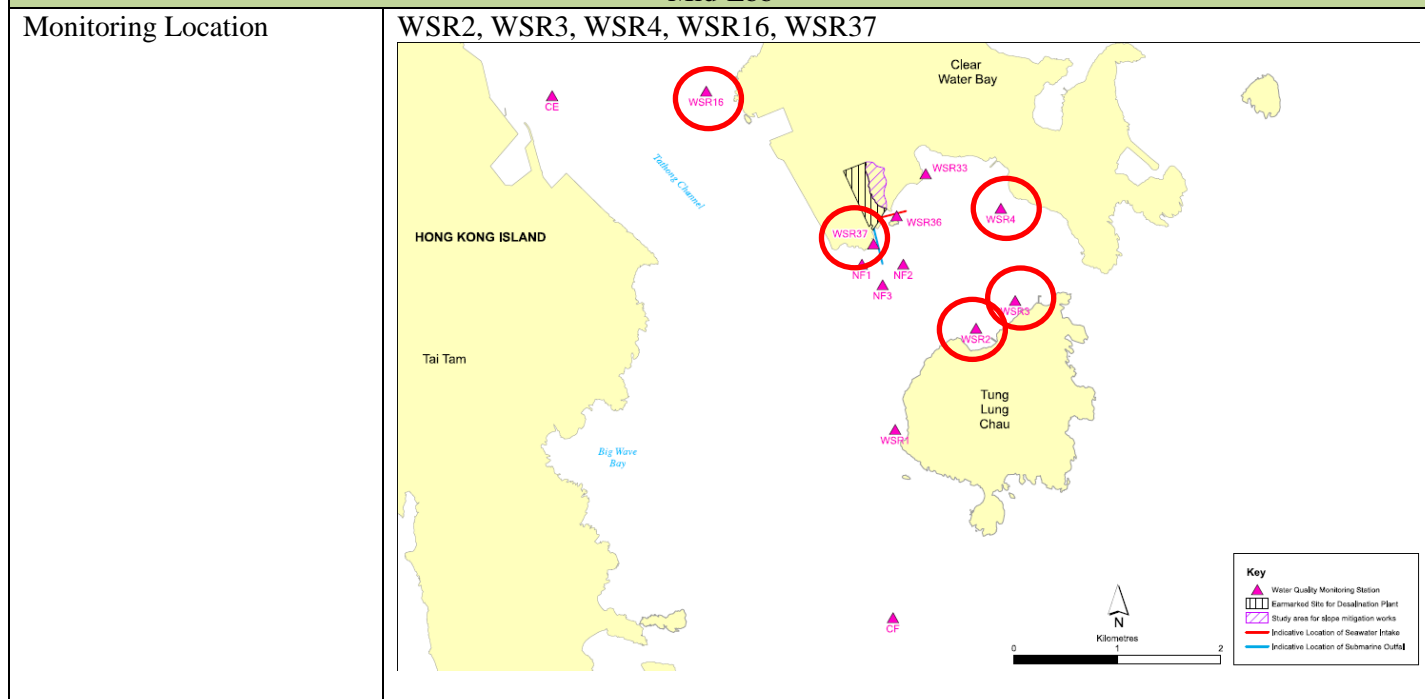 Monitoring Location
WSR2, WSR3, WSR4, WSR16, WSR37
Clear
Water Bay
CE
WSR16
Tathong Channel
WSR33
WSR4
WSR36
HONG KONG ISLAND
WSR37
NF1
NF2
NF3
WSR3
WSR2
Tai Tam
Tung
Lung
Chau
WSR1
Big Wave
Bay
CF
Key
Water Quality Monitoring Station
Earmarked Site for Desalination Plant
Study area for slope mitigation works
Indicative Location of Seawater Intake
Indicative Location of Submarine Outfall
N
Kilometres
0 1 2